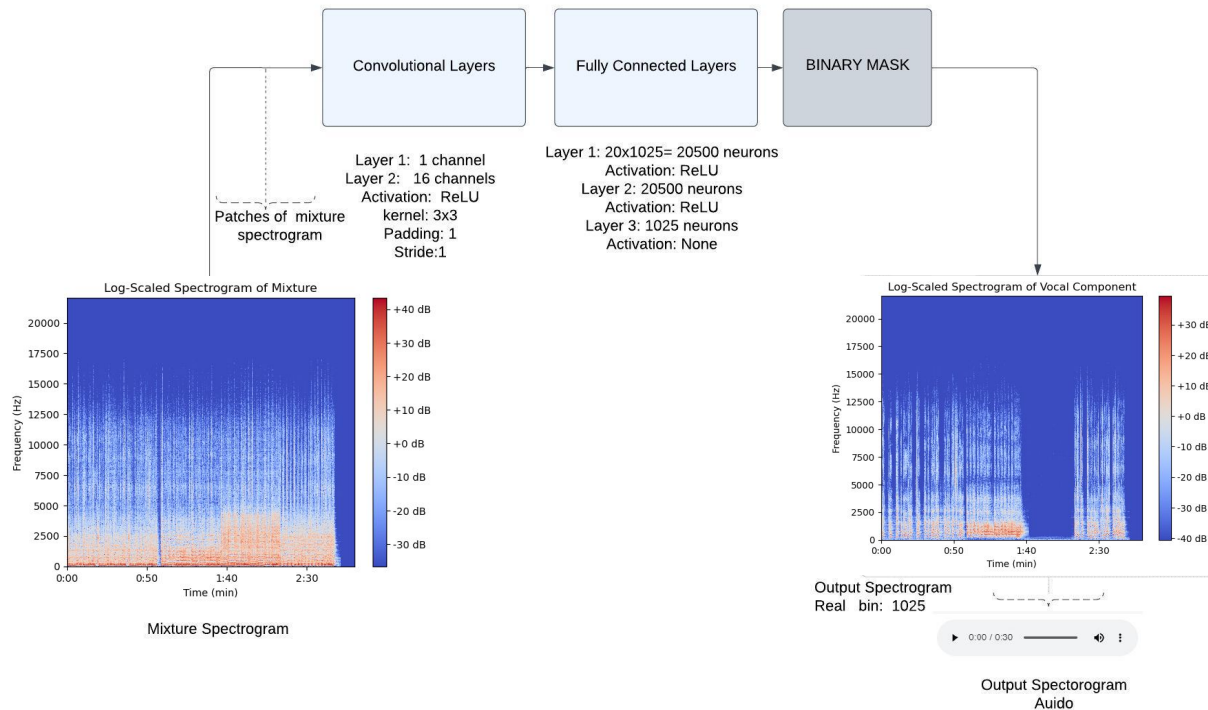 Convolutional Layers
Fully Connected Layers
BINARY MASK
Layer 1:  1 channel
Layer 2:   16 channels
Activation:  ReLU
kernel: 3x3
Padding: 1
Stride:1
Layer 1: 20x1025= 20500 neurons
Activation: ReLU
Layer 2: 20500 neurons
Activation: ReLU
Layer 3: 1025 neurons
Activation: None
Patches of  mixture
spectrogram
Log-Scaled Spectrogram of Mixture
Frequency (Hz)
20000
17500
15000
12500
10000
7500
5000
2500
0
0:00
0:50
1:40
2:30
Time (min)
+40 dB
+30 dB
+20 dB
+10 dB
+0 dB
-10 dB
-20 dB
-30 dB
Mixture Spectrogram
Log-Scaled Spectrogram of Vocal Component
Frequency (Hz)
20000
17500
15000
12500
10000
7500
5000
2500
0
0:00
0:50
1:40
2:30
Time (min)
+30 dB
+20 dB
+10 dB
+0 dB
-10 dB
-20 dB
-30 dB
-40 dB
Output Spectrogram
Real   bin:  1025
0:00 / 0:30
Output Spectorogram
Auido